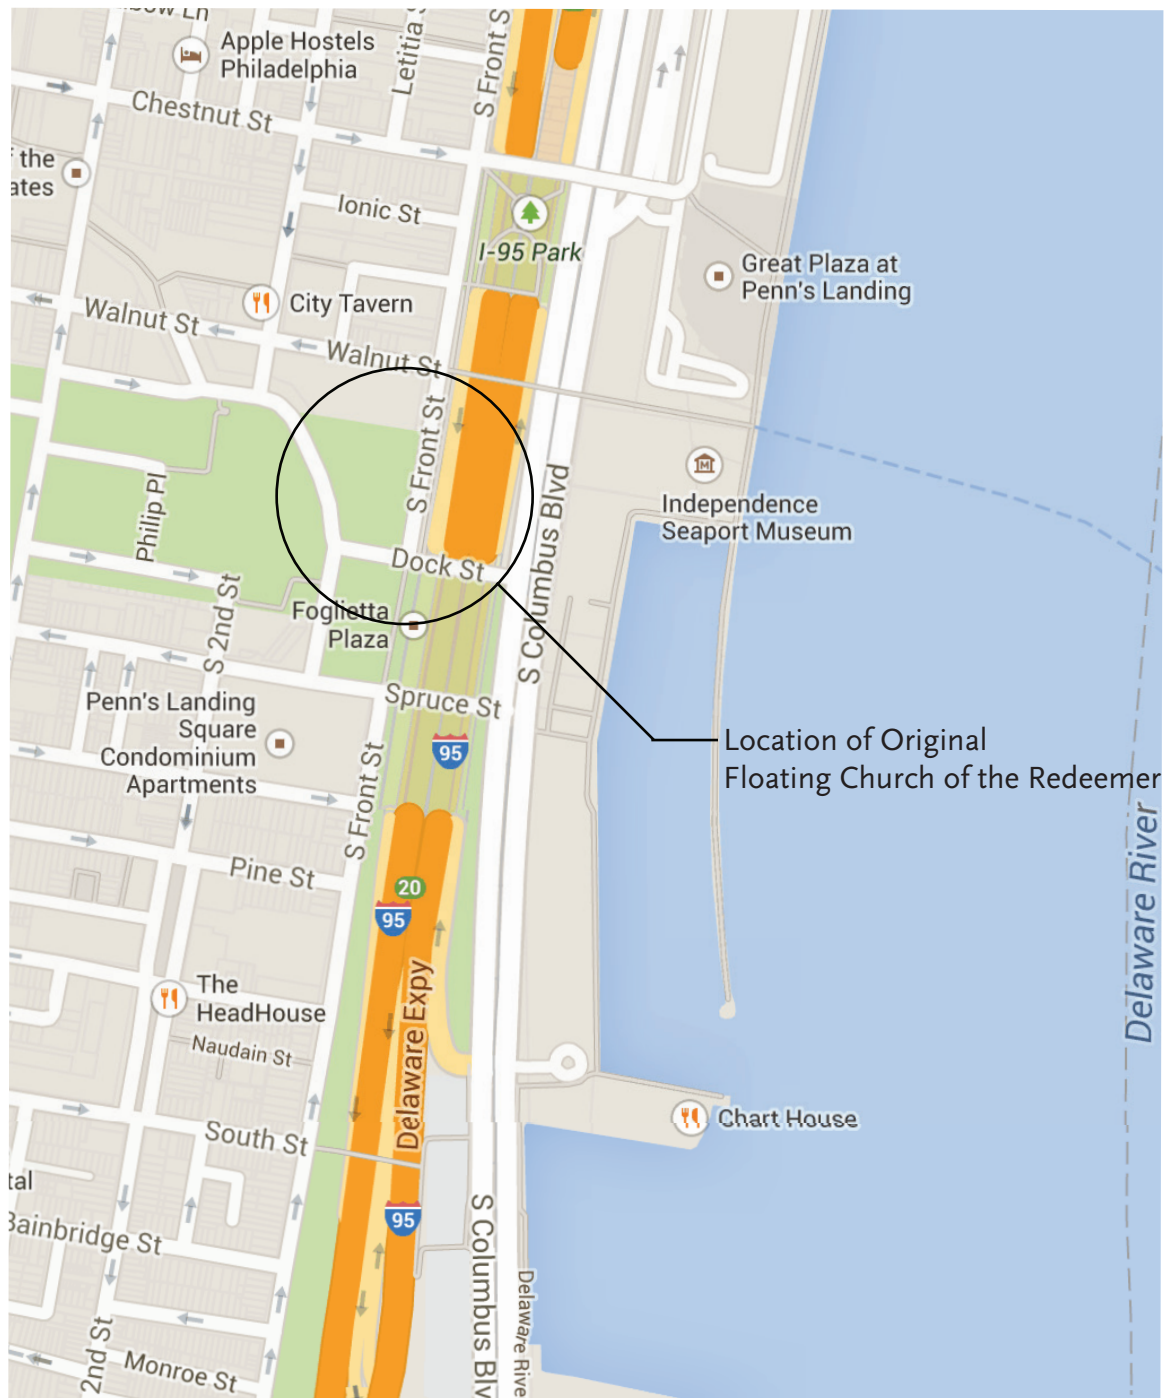 bow Ln
Apple Hostels
Philadelphia
Letitia S
S Front S
Chestnut St
f the
ates
Ionic St
I-95 Park
Great Plaza at
Penn's Landing
City Tavern
Walnut St
Walnut St
S Front St
Philip Pl
Independence
Seaport Museum
S Columbus Blvd
Dock St
S 2nd St
Foglietta
Plaza
Spruce St
Penn's Landing
Square
Condominium
Apartments
95
Location of Original
Floating Church of the Redeemer
S Front St
Delaware River
Pine St
20
95
The
HeadHouse
Delaware Expy
Naudain St
Chart House
South St
tal
95
Bainbridge St
S Columbus Blv
Delaware Rive
2nd St
Monroe St